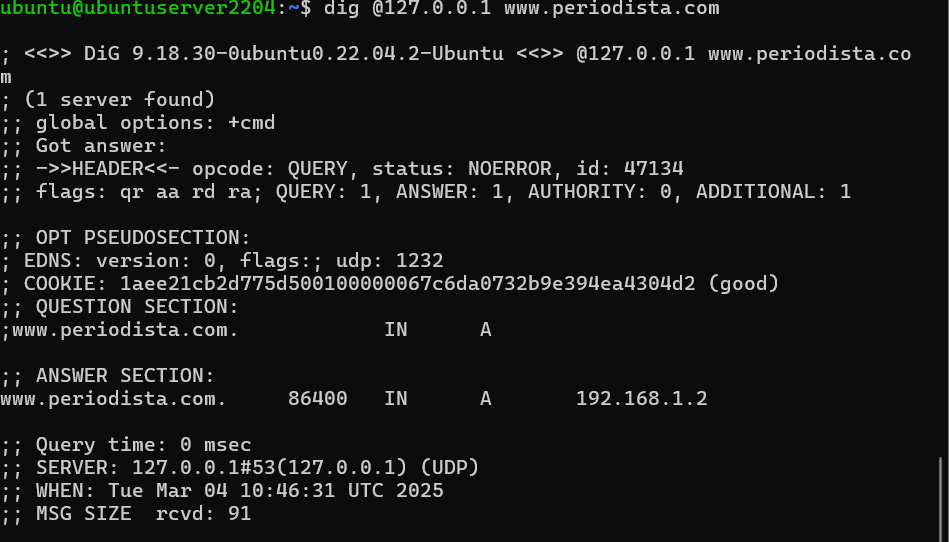 ubuntu@ubuntuserver2204:~$ dig @127.0.0.1 www.periodista.com
; <<>> DiG 9.18.30-0ubuntu0.22.04.2-Ubuntu <<>> @127.0.0.1 www.periodista.co
m
; (1 server found)
;; global options: +cmd
;; Got answer:
;; ->>HEADER<<- opcode: QUERY, status: NOERROR, id: 47134
;; flags: qr aa rd ra; QUERY: 1, ANSWER: 1, AUTHORITY: 0, ADDITIONAL: 1
;; OPT PSEUDOSECTION:
; EDNS: version: 0, flags:; udp: 1232
; COOKIE: 1aee21cb2d775d500100000067c6da0732b9e394ea4304d2 (good)
;; QUESTION SECTION:
;www.periodista.com. IN A
;; ANSWER SECTION:
www.periodista.com. 86400 IN A 192.168.1.2
;; Query time: 0 msec
;; SERVER: 127.0.0.1#53(127.0.0.1) (UDP)
;; WHEN: Tue Mar 04 10:46:31 UTC 2025
;; MSG SIZE rcvd: 91